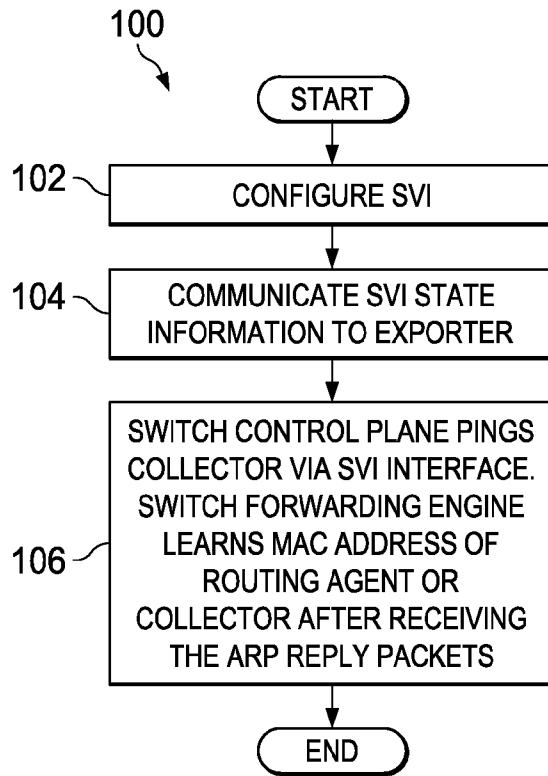 100
START
102
CONFIGURE SVI
104
COMMUNICATE SVI STATE
INFORMATION TO EXPORTER
106
SWITCH CONTROL PLANE PINGS
COLLECTOR VIA SVI INTERFACE.
SWITCH FORWARDING ENGINE
LEARNS MAC ADDRESS OF
ROUTING AGENT OR
COLLECTOR AFTER RECEIVING
THE ARP REPLY PACKETS
END